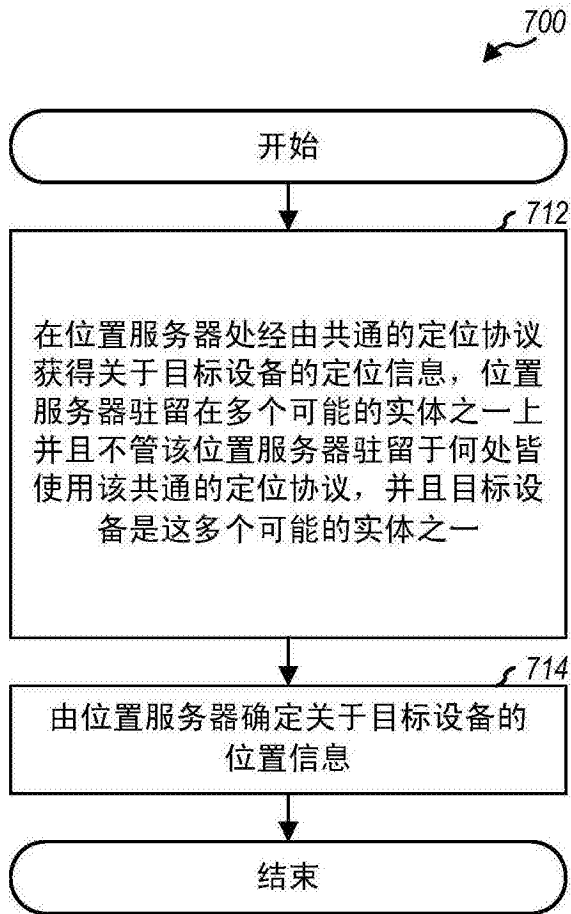 700
开始
712
在位置服务器处经由共通的定位协议
获得关于目标设备的定位信息，位置
服务器驻留在多个可能的实体之一上
并且不管该位置服务器驻留于何处皆
使用该共通的定位协议，并且目标设
备是这多个可能的实体之一
714
由位置服务器确定关于目标设备的
位置信息
结束